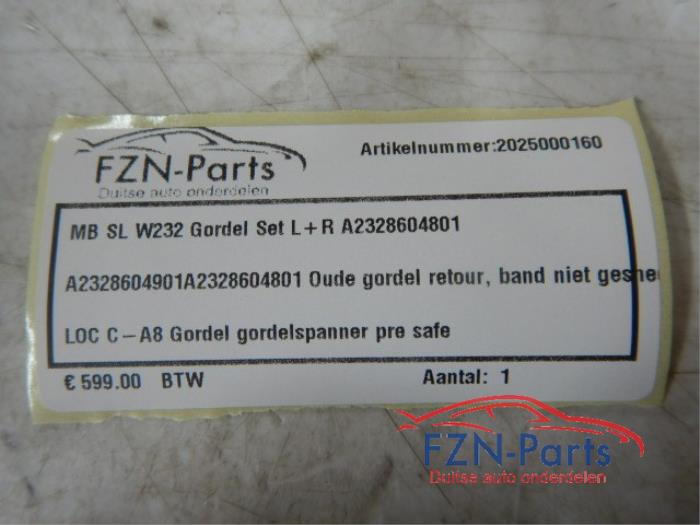 FZN-Parts
Duitse auto onderdelen
Artikelnummer:2025000160
MB SL W232 Gordel Set L+R A2328604801
A2328604901A2328604801 Oude gordel retour, band niet
LOC C-A8 Gordel gordelspanner pre safe
€ 599.00 BTW
Aantal: 1
FZN-Parts
Duitse auto onderdelen